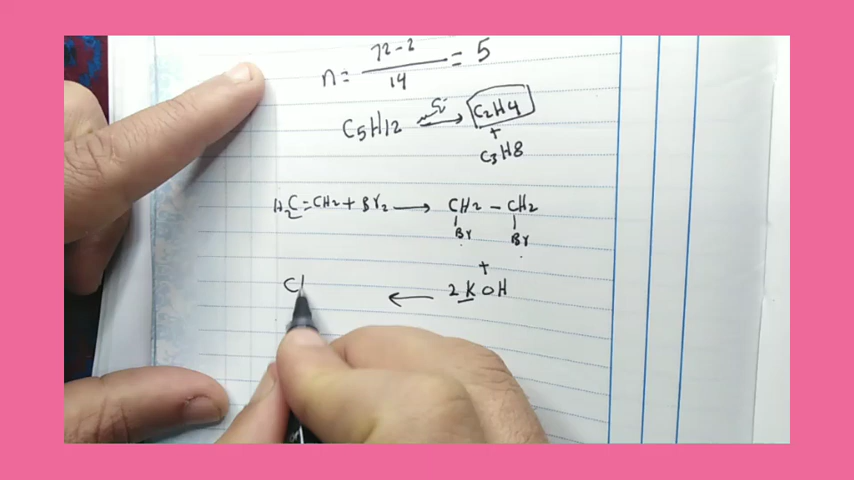 n = 72-2 / 14 = 5
C5H12 → C2H4
+
C3H8
H2C=CH2 + Br2 → CH2 - CH2
Br Br
+
← 2KOH